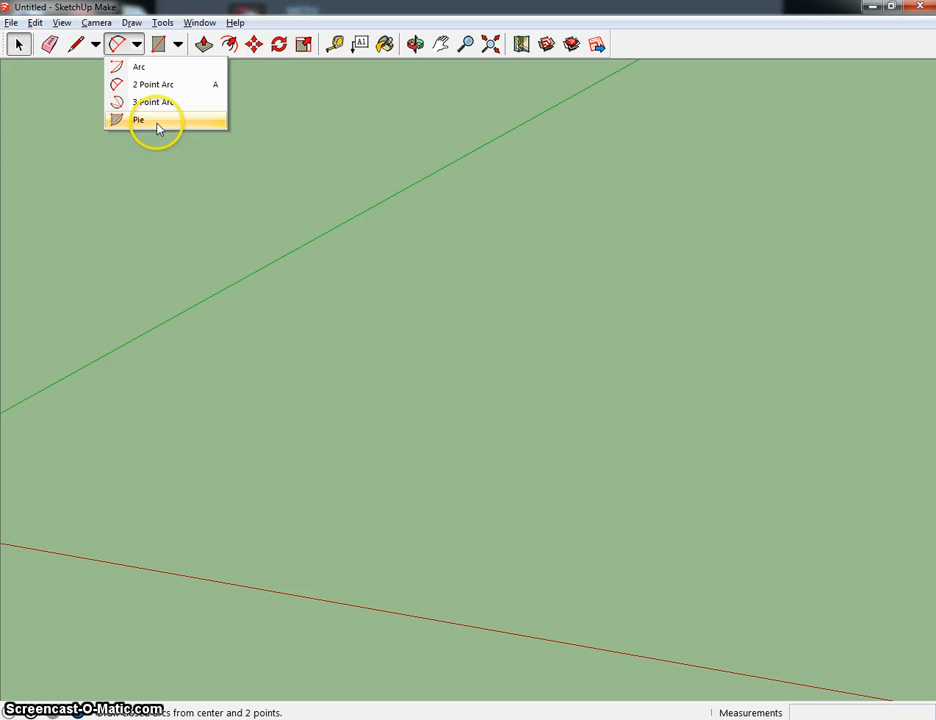 Untitled - SketchUp Make
File Edit View Camera Draw Tools Window Help
A1
Arc
2 Point Arc A
3 Point Arc
Pie
Screencast-O-Matic.com
arcs from center and 2 points.
Measurements